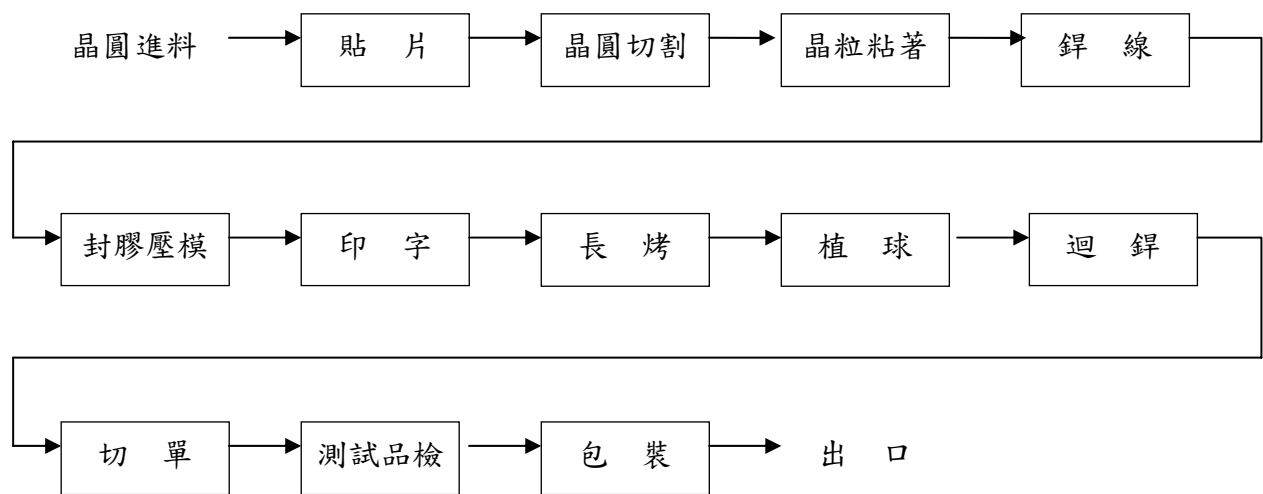 晶圓進料 貼 片 晶圓切割 晶粒粘著 銲 線
封膠壓模 印 字 長 烤 植 球 迴 銲
切 單 測試品檢 包 裝 出 口